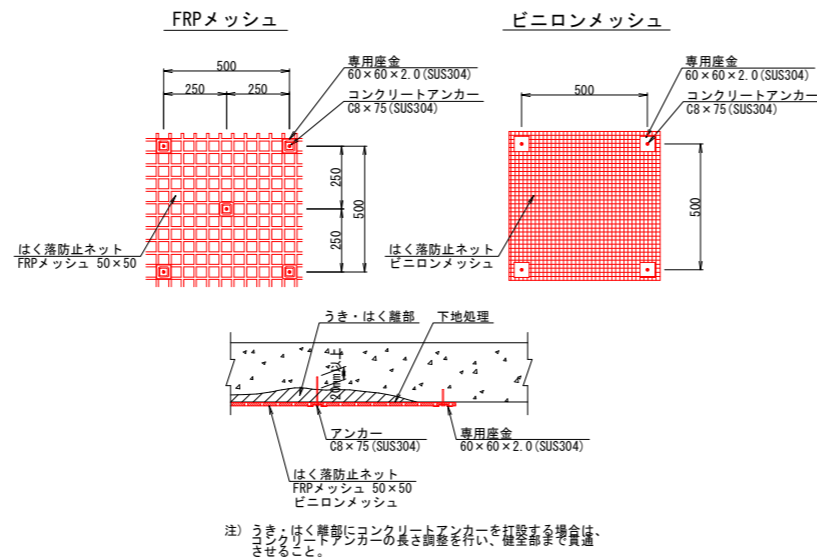 FRPメッシュ
500
250
250
専用座金
60×60×2.0(SUS304)
コンクリートアンカー
C8×75(SUS304)
250
500
250
はく落防止ネット
FRPメッシュ 50×50
ビニロンメッシュ
500
専用座金
60×60×2.0(SUS304)
コンクリートアンカー
C8×75(SUS304)
500
はく落防止ネット
ビニロンメッシュ
うき・はく離部
下地処理
20mm以上
アンカー
C8×75(SUS304)
専用座金
60×60×2.0(SUS304)
はく落防止ネット
FRPメッシュ 50×50
ビニロンメッシュ
注) うき・はく離部にコンクリートアンカーを打設する場合は、
コンクリートアンカーの長さ調整を行い、健全部まで貫通
させること。